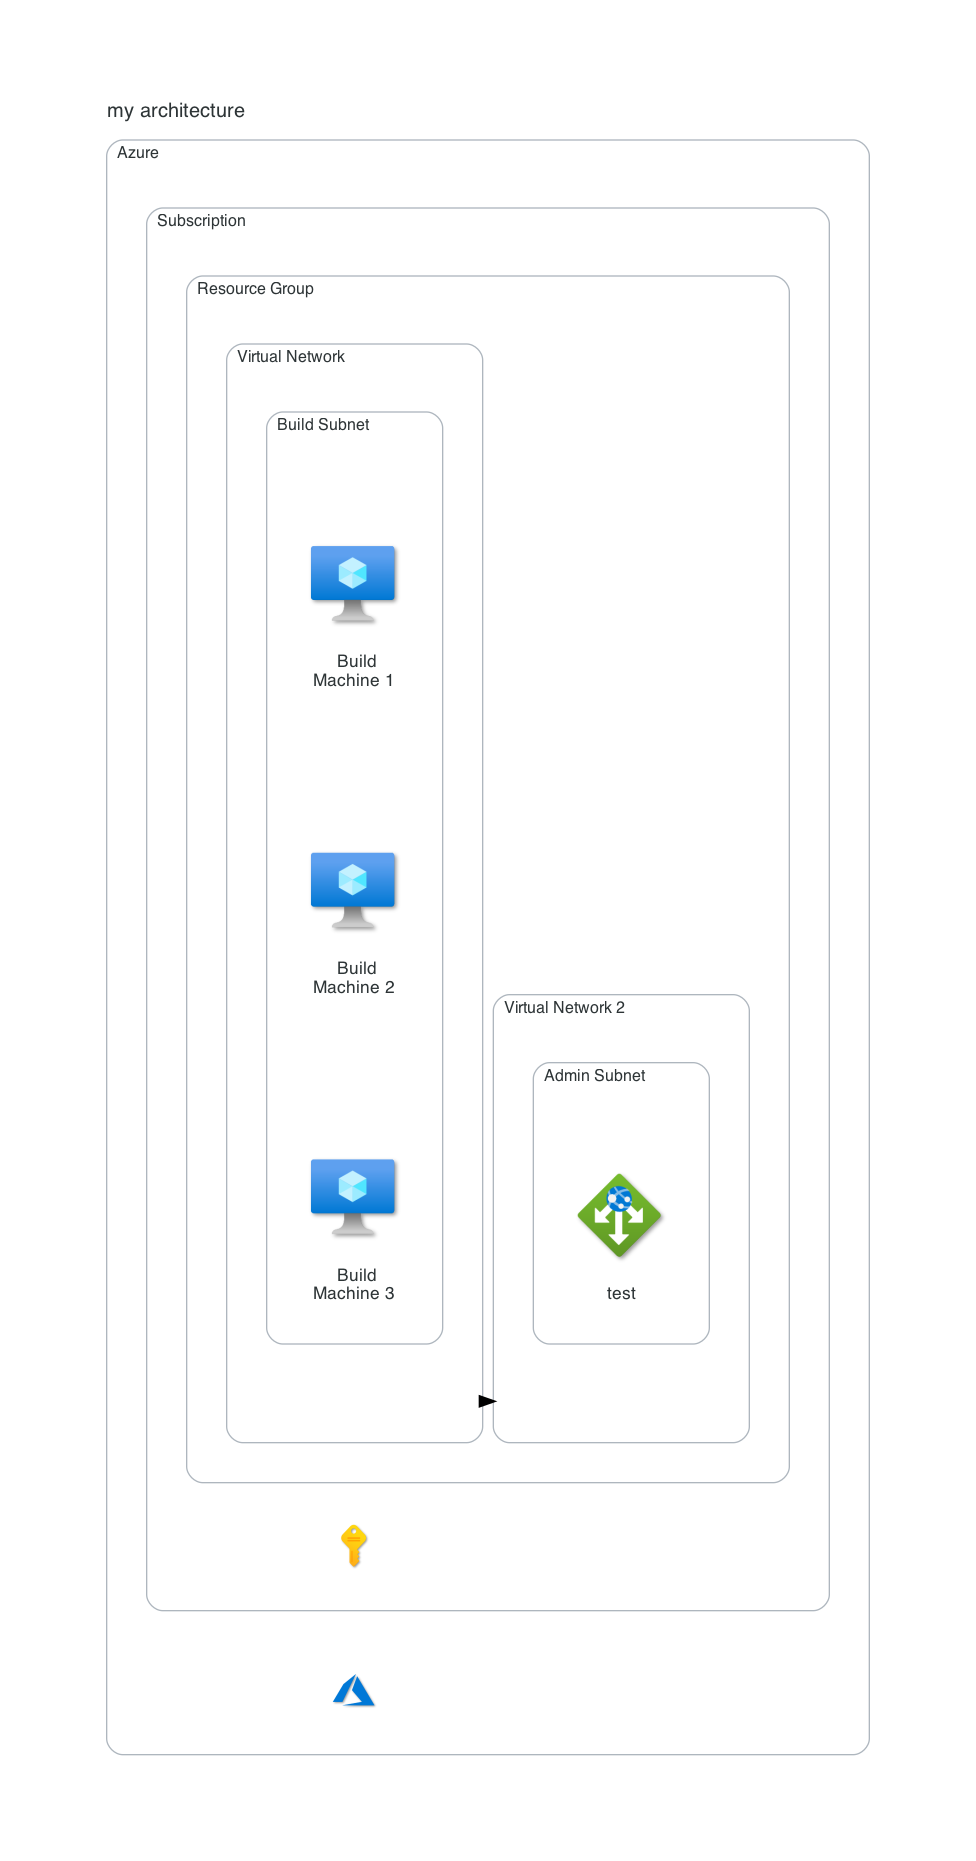 my architecture
Azure
Subscription
Resource Group
Virtual Network
Build Subnet
Build
Machine 1
Build
Machine 2
Virtual Network 2
Admin Subnet
Build
Machine 3
test